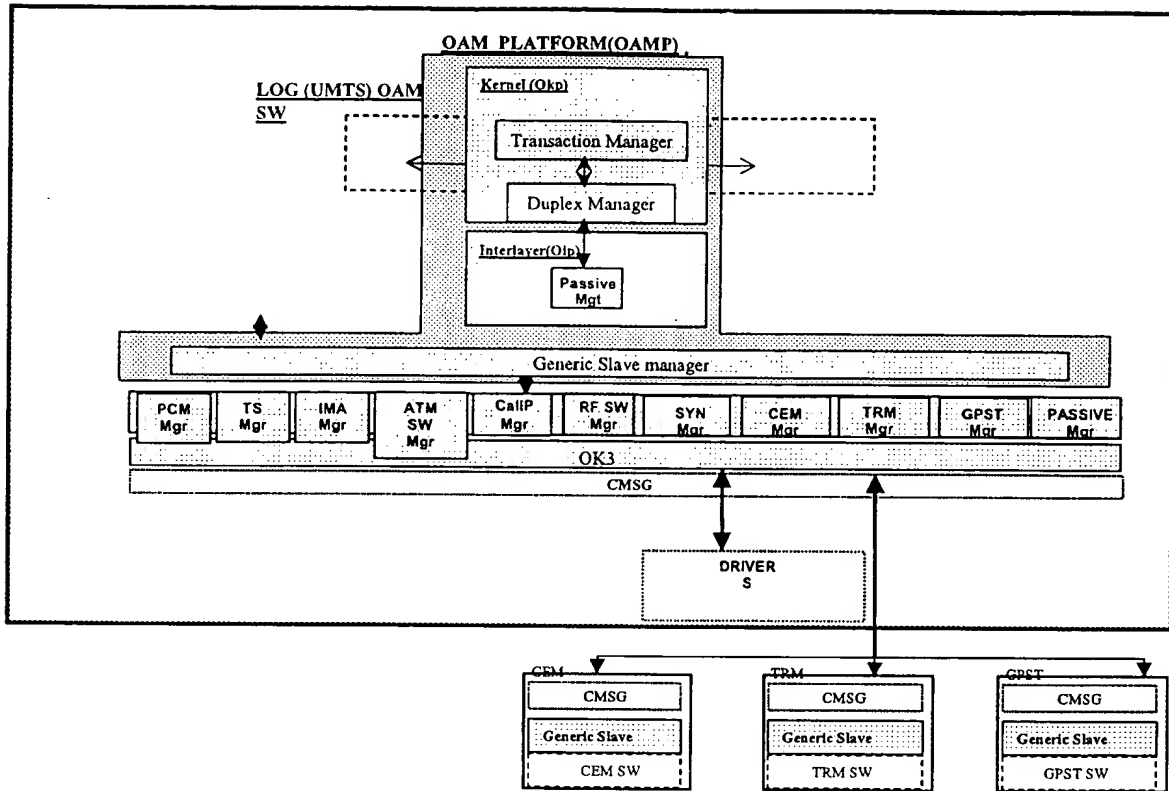 OAM PLATFORM(OAMP)
LOG (UMTS) OAM
SW
Kernel (Okp)
Transaction Manager
Duplex Manager
Interlayer(OIp)
Passive
Mgt
Generic Slave manager
PCM
Mgr
TS
Mgr
IMA
Mgr
ATM
SW
Mgr
CallP
Mgr
RF SW
Mgr
SYN
Mgr
CEM
Mgr
TRM
Mgr
GPST
Mgr
PASSIVE
Mgr
OK3
CMSG
DRIVER
S
CEM
CMSG
Generic Slave
CEM SW
TRM
CMSG
Generic Slave
TRM SW
GPST
CMSG
Generic Slave
GPST SW